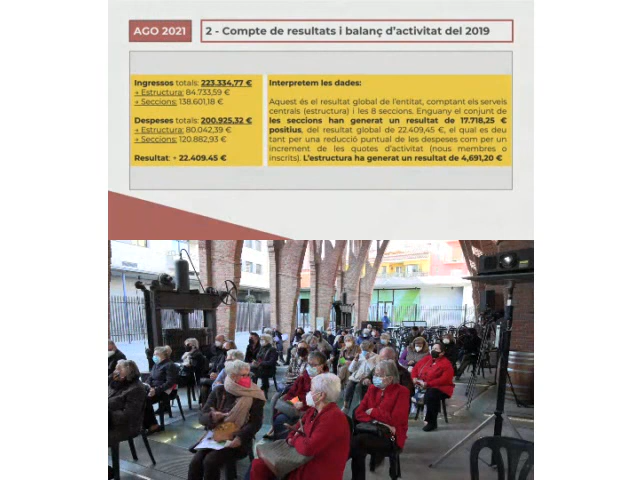 AGO 2021
2 - Compte de resultats i balanç d'activitat del 2019
Ingressos totals: 223.334,77 €
→ Estructura: 84.733,59 €
→ Seccions: 138.601,18 €
Despeses totals: 200.925,32 €
→ Estructura: 80.042,39 €
→ Seccions: 120.882,93 €
Resultat: + 22.409.45 €
Interpretem les dades:
Aquest és el resultat global de l'entitat, comptant els serveis
centrals (estructura) i les 8 seccions. Enguany el conjunt de
les seccions han generat un resultat de 17.718,25 €
positius, del resultat global de 22.409,45 €, el qual es deu
tant per una reducció puntual de les despeses com per un
increment de les quotes d'activitat (nous membres o
inscrits). L'estructura ha generat un resultat de 4,691,20 €